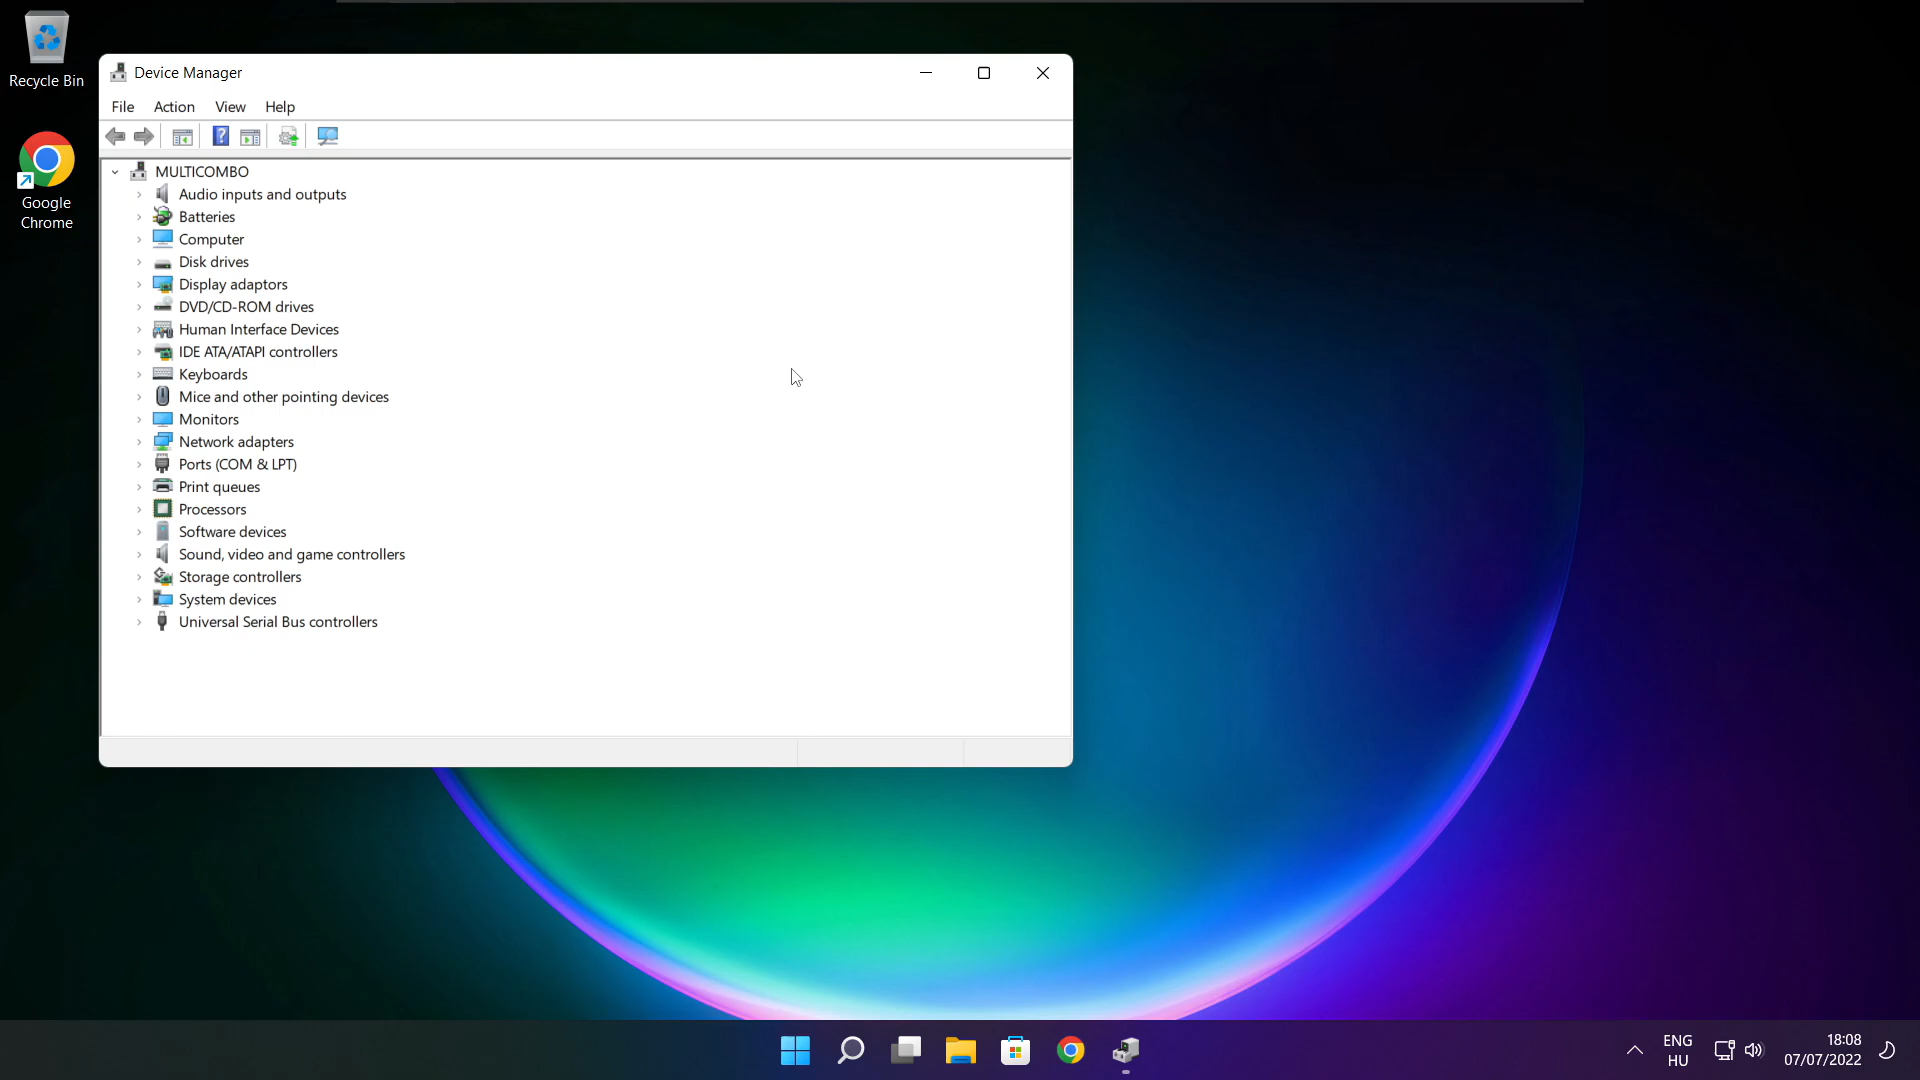 Recycle Bin
Google
Chrome
Device Manager
File Action View Help
MULTICOMBO
Audio inputs and outputs
Batteries
Computer
Disk drives
Display adaptors
DVD/CD-ROM drives
Human Interface Devices
IDE ATA/ATAPI controllers
Keyboards
Mice and other pointing devices
Monitors
Network adapters
Ports (COM & LPT)
Print queues
Processors
Software devices
Sound, video and game controllers
Storage controllers
System devices
Universal Serial Bus controllers
ENG
HU
18:08
07/07/2022